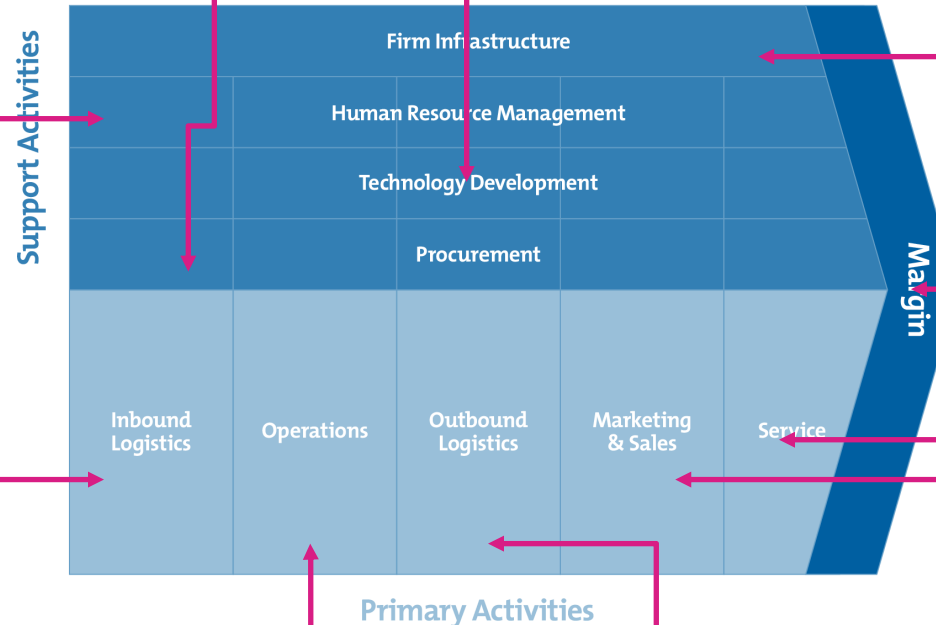 Support Activities
Firm Infrastructure
Human Resource Management
Technology Development
Procurement
Margin
Inbound
Logistics
Operations
Outbound
Logistics
Marketing
& Sales
Service
Primary Activities